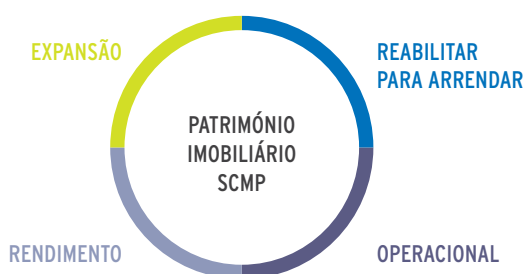 EXPANSÃO
REABILITAR
PARA ARRENDAR
PATRIMÓNIO
IMOBILIÁRIO
SCMP
RENDIMENTO
OPERACIONAL